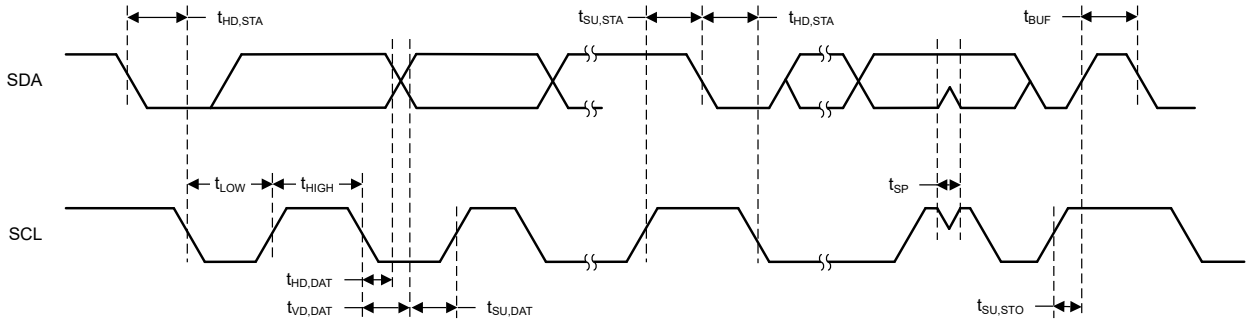 tHD,STA
tSU,STA
tHD,STA
tBUF
SDA
tLOW
tHIGH
tSP
SCL
tHD,DAT
tVD,DAT
tSU,DAT
tSU,STO